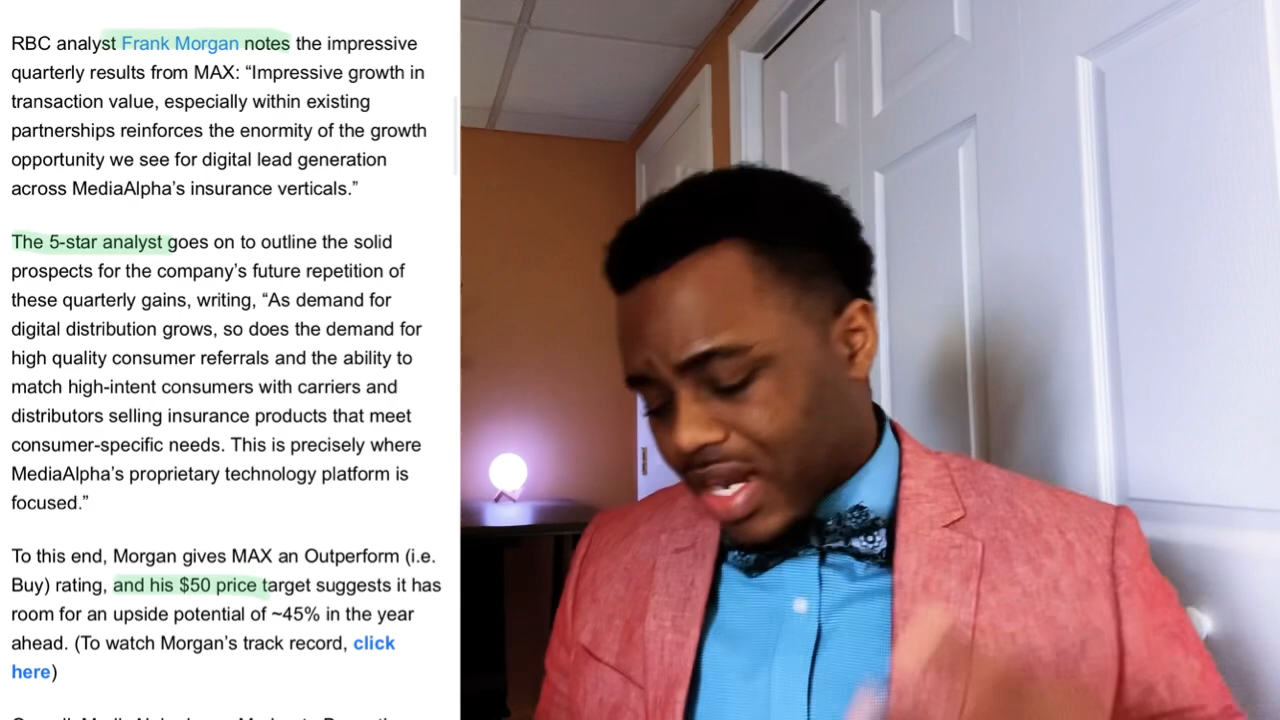 RBC analyst Frank Morgan notes the impressive
quarterly results from MAX: “Impressive growth in
transaction value, especially within existing
partnerships reinforces the enormity of the growth
opportunity we see for digital lead generation
across MediaAlpha’s insurance verticals.”
The 5-star analyst goes on to outline the solid
prospects for the company’s future repetition of
these quarterly gains, writing, “As demand for
digital distribution grows, so does the demand for
high quality consumer referrals and the ability to
match high-intent consumers with carriers and
distributors selling insurance products that meet
consumer-specific needs. This is precisely where
MediaAlpha’s proprietary technology platform is
focused.”
To this end, Morgan gives MAX an Outperform (i.e.
Buy) rating, and his $50 price target suggests it has
room for an upside potential of ~45% in the year
ahead. (To watch Morgan’s track record, click
here)